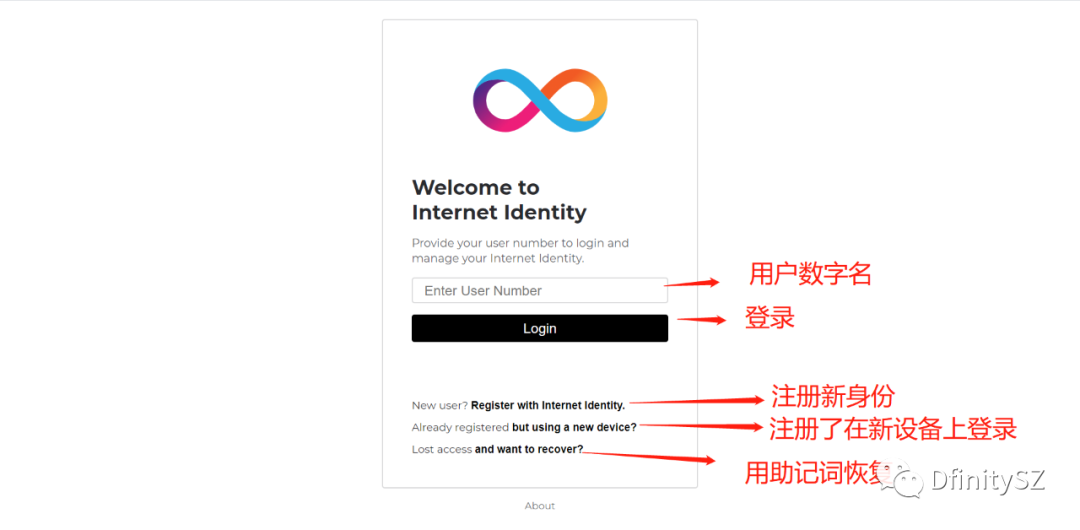 Welcome to
Internet Identity
Provide your user number to login and
manage your Internet Identity.
Enter User Number
用户数字名
Login
登录
New user? Register with Internet Identity.
注册新身份
Already registered but using a new device?
注册了在新设备上登录
Lost access and want to recover?
用助记词恢复
DfinitySZ
About